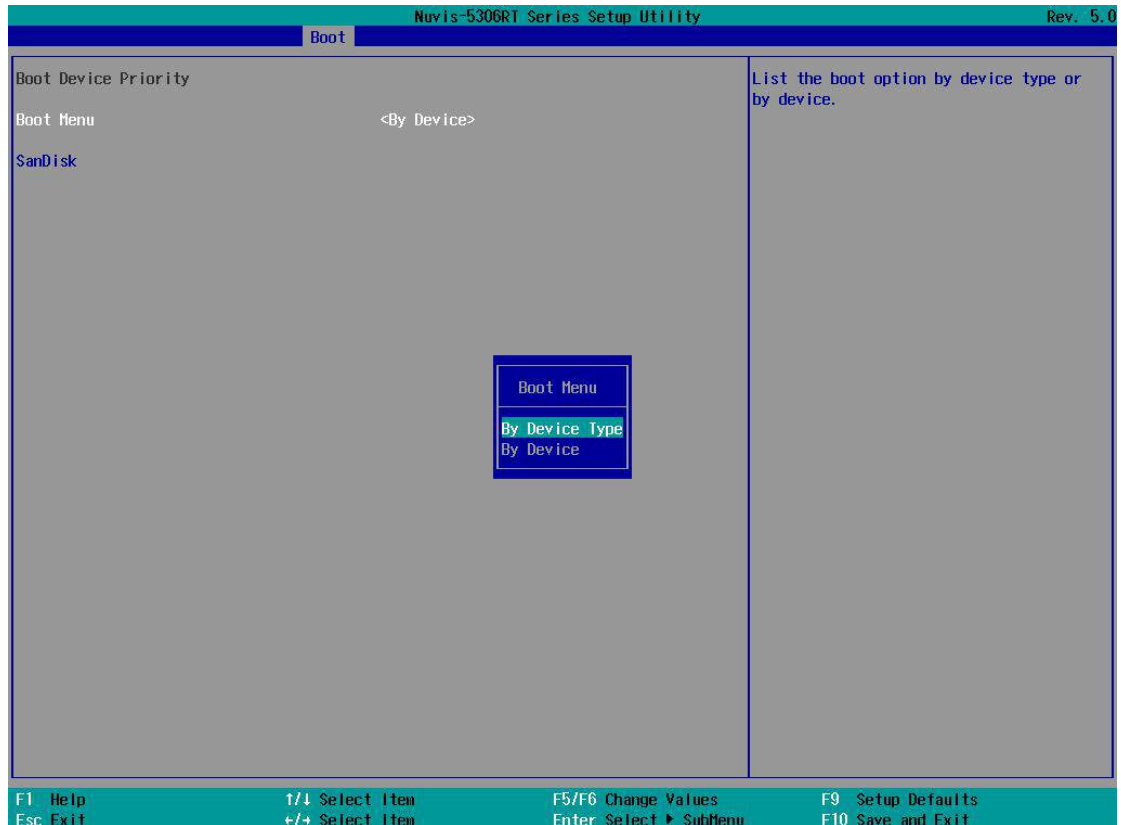 Nuvis-5306RT Series Setup Utility Rev. 5.0
Boot
Boot Device Priority
Boot Menu <By Device>
SanDisk
List the boot option by device type or
by device.
Boot Menu
By Device Type
By Device
F1 Help ↑/↓ Select Item F5/F6 Change Values F9 Setup Defaults
Esc Exit ←/→ Select Item Enter Select ▶ SubMenu F10 Save and Exit